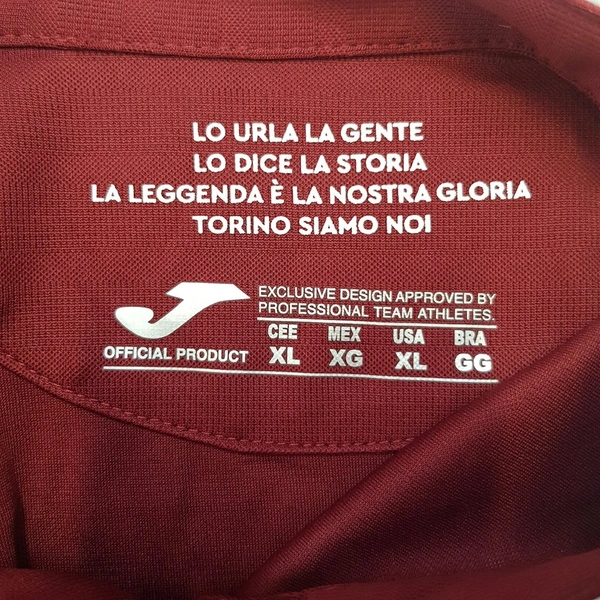 LO URLA LA GENTE
LO DICE LA STORIA
LA LEGGENDA È LA NOSTRA GLORIA
TORINO SIAMO NOI
EXCLUSIVE DESIGN APPROVED BY
PROFESSIONAL TEAM ATHLETES.
OFFICIAL PRODUCT
CEE MEX USA BRA
XL XG XL GG